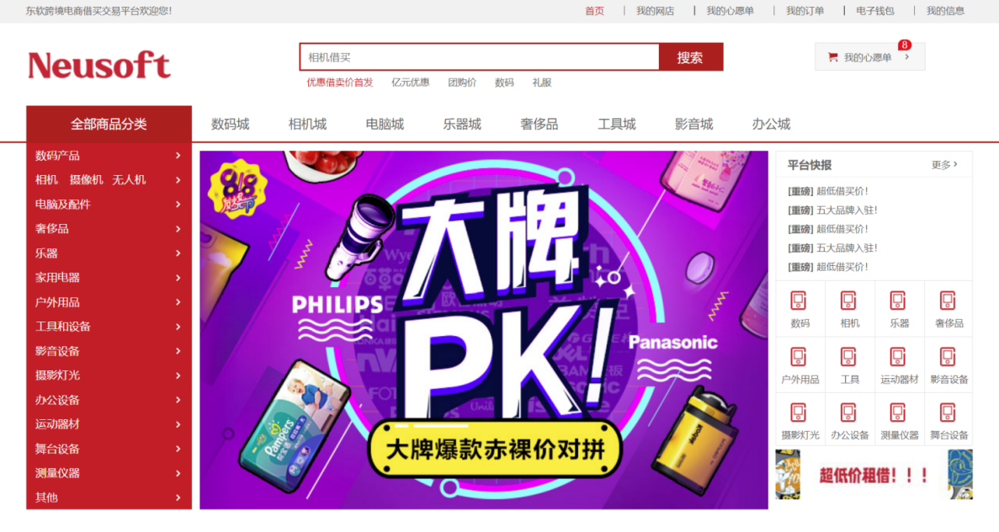 东软跨境电商借买交易平台欢迎您！
首页 | 我的网店 | 我的心愿单 | 我的订单 | 电子钱包 | 我的信息
Neusoft
相机借买
搜索
8
我的心愿单 >
优惠借卖价首发 亿元优惠 团购价 数码 礼服
全部商品分类
数码城 相机城 电脑城 乐器城 奢侈品 工具城 影音城 办公城
数码产品 >
相机 摄像机 无人机 >
电脑及配件 >
奢侈品 >
乐器 >
家用电器 >
户外用品 >
工具和设备 >
影音设备 >
摄影灯光 >
办公设备 >
运动器材 >
舞台设备 >
测量仪器 >
其他 >
818
大牌
PK!
PHILIPS
Panasonic
Pampers
Kodak
大牌爆款赤裸价对拼
平台快报
更多 >
[重磅] 超低借买价！
[重磅] 五大品牌入驻！
[重磅] 超低借买价！
[重磅] 五大品牌入驻！
[重磅] 超低借买价！
数码 相机 乐器 奢侈品
户外用品 工具 运动器材 影音设备
摄影灯光 办公设备 测量仪器 舞台设备
超低价租借！！！